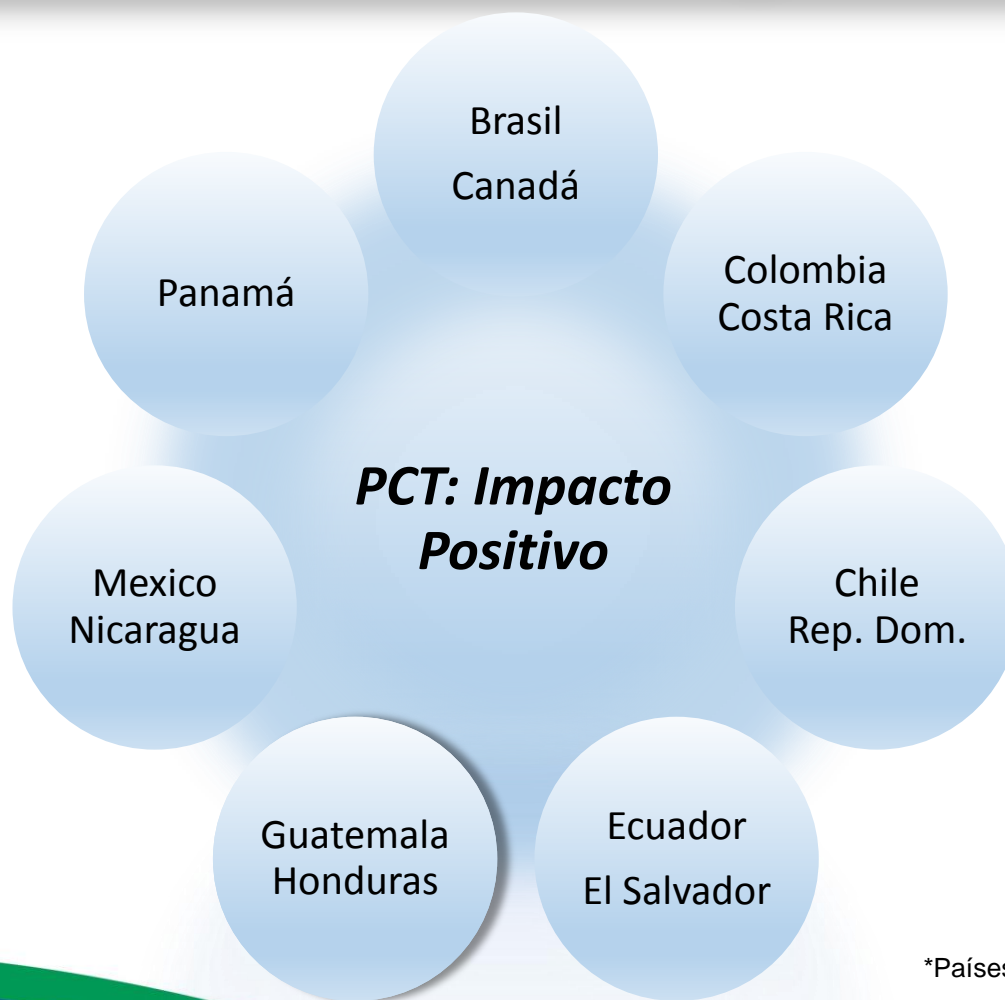 Brasil
Canadá
Colombia
Costa Rica
Chile
Rep. Dom.
Ecuador
El Salvador
Guatemala
Honduras
Mexico
Nicaragua
Panamá
PCT: Impacto
Positivo
*Países